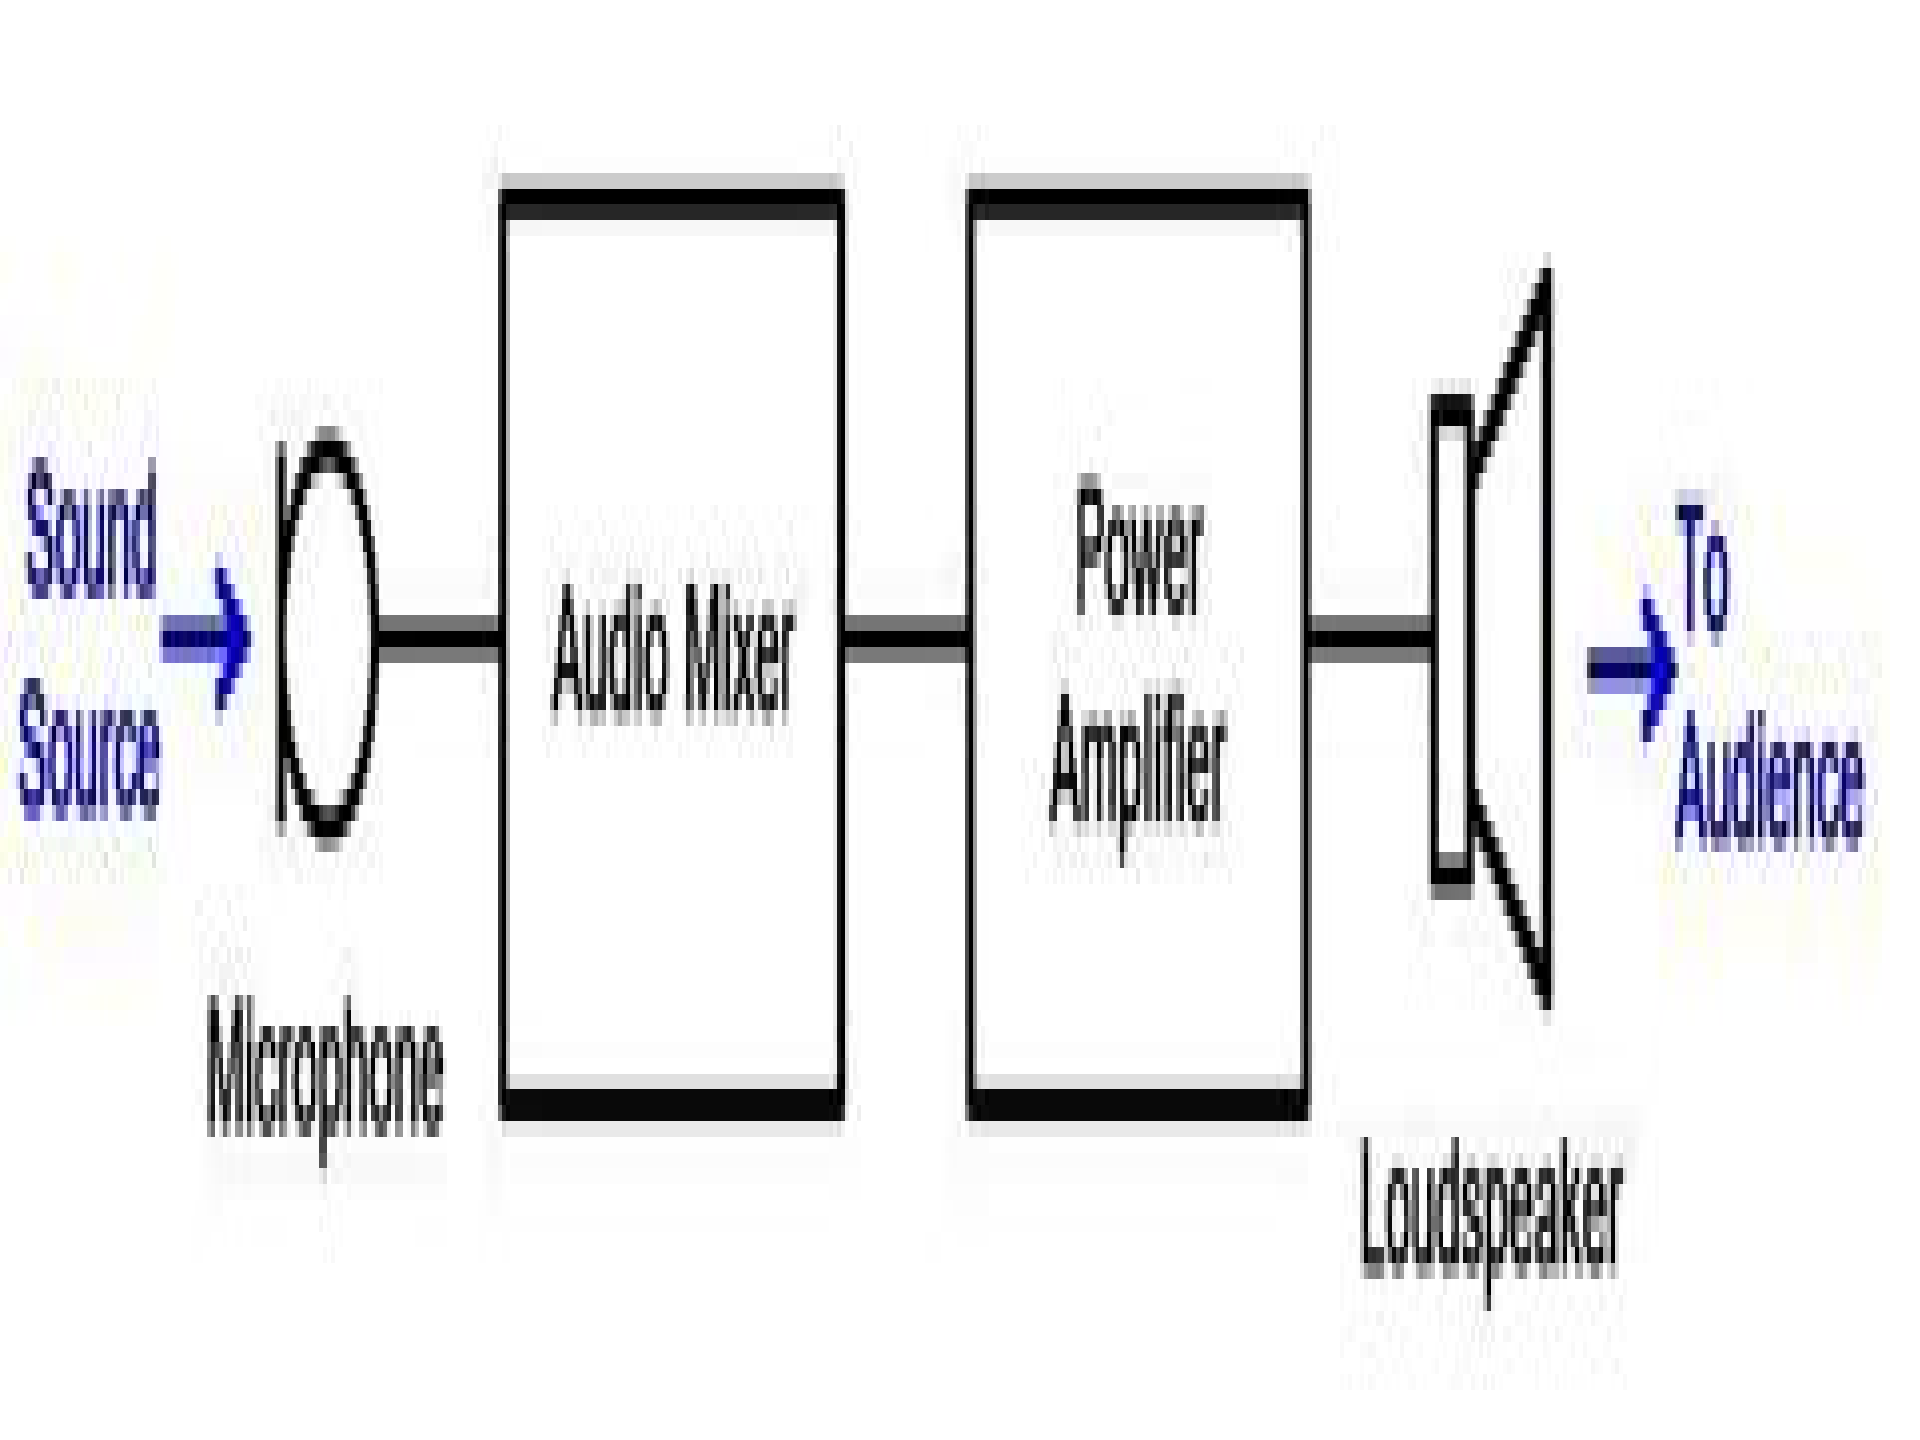 Sound
Source
Microphone
Audio Mixer
Power
Amplifier
Loudspeaker
To
Audience